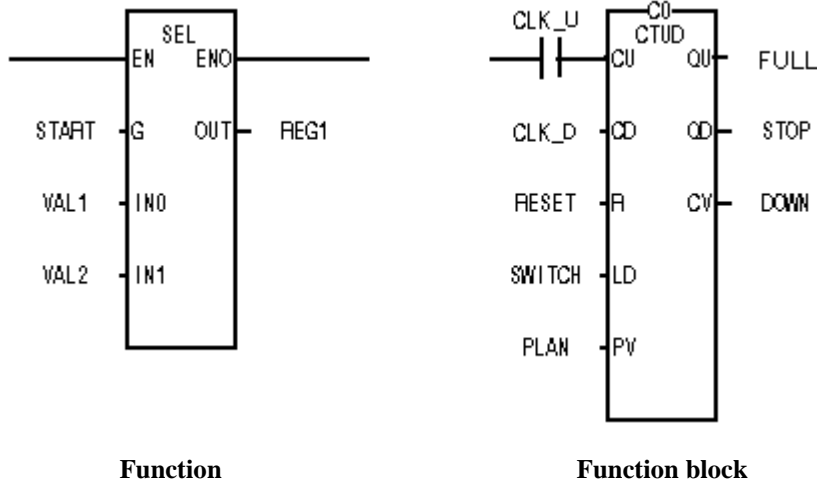 SEL
EN ENO
START G OUT REG1
VAL1 IN0
VAL2 IN1
Function
C0
CLK_U CTUD
CU QU FULL
CLK_D CD QD STOP
RESET R CV DOWN
SWITCH LD
PLAN PV
Function block